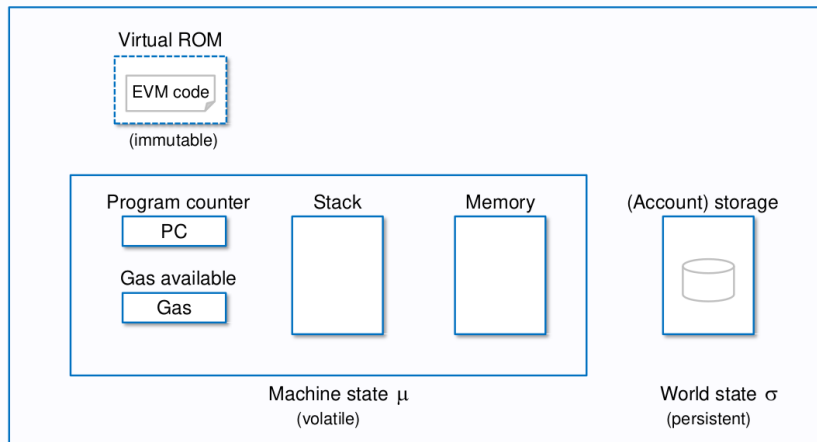 Virtual ROM
EVM code
(immutable)
Program counter
PC
Gas available
Gas
Stack
Memory
(Account) storage
Machine state μ
(volatile)
World state σ
(persistent)